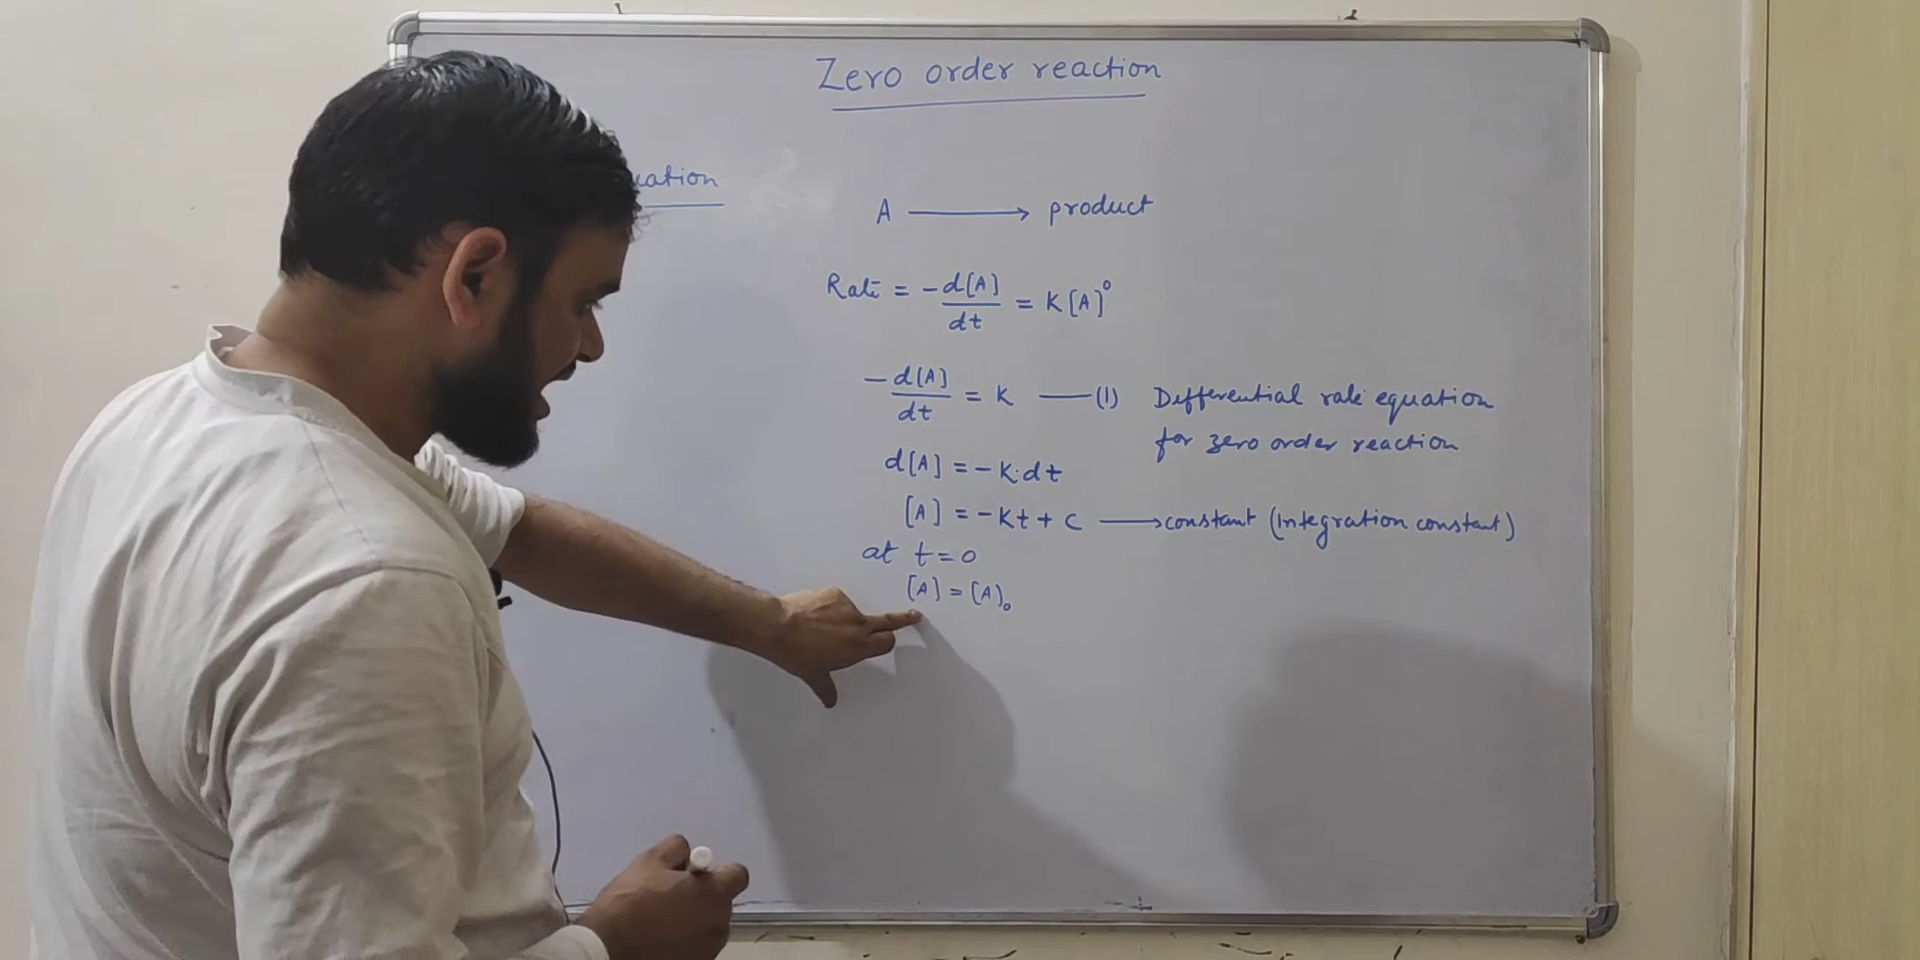 Zero order reaction
A ⟶ product
Rate = -d[A]/dt = K[A]⁰
-d[A]/dt = K —(1) Differential rate equation
for zero order reaction
d[A] = -K.dt
[A] = -Kt + C ⟶ constant (Integration constant)
at t=0
[A] = [A]₀